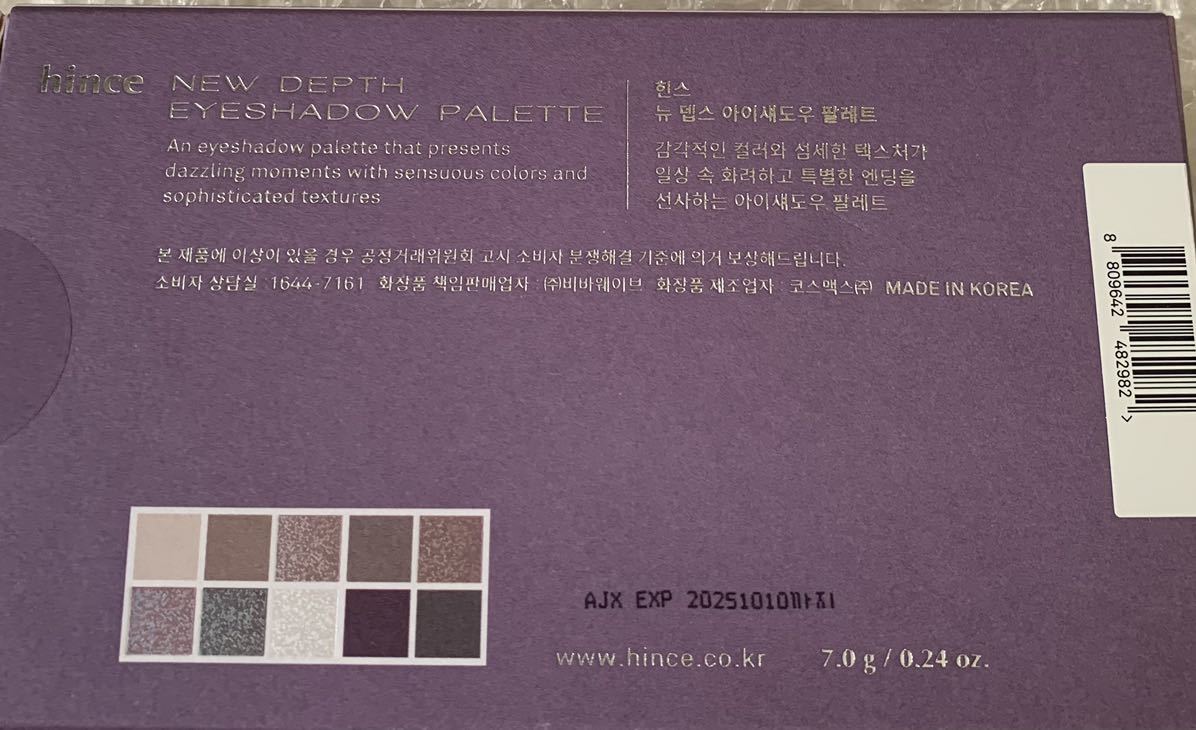 hince NEW DEPTH
EYESHADOW PALETTE
An eyeshadow palette that presents
dazzling moments with sensuous colors and
sophisticated textures
힌스
뉴 뎁스 아이섀도우 팔레트
감각적인 컬러와 섬세한 텍스처가
일상 속 화려하고 특별한 엔딩을
선사하는 아이섀도우 팔레트
본 제품에 이상이 있을 경우 공정거래위원회 고시 소비자 분쟁해결 기준에 의거 보상해드립니다.
소비자 상담실 : 1644-7161 화장품 책임판매업자 : ㈜비바웨이브 화장품 제조업자 : 코스맥스㈜ MADE IN KOREA
8 809642 482982 >
AJX EXP 20251010까지
www.hince.co.kr 7.0 g / 0.24 oz.